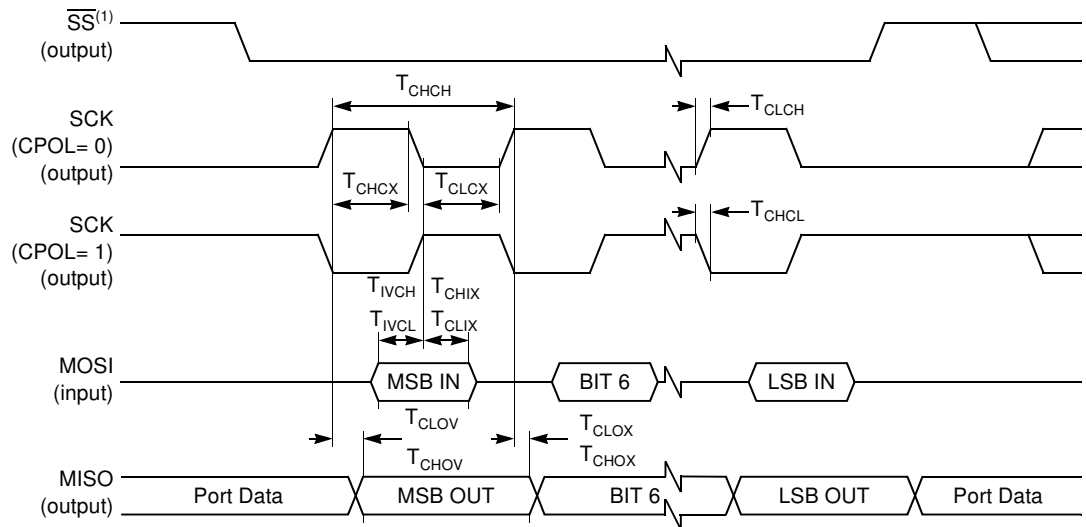 SS(1)
(output)
TCHCH
TCLCH
SCK
(CPOL= 0)
(output)
TCHCX
TCLCX
TCHCL
SCK
(CPOL= 1)
(output)
TIVCH
TCHIX
TIVCL
TCLIX
MOSI
(input)
MSB IN
BIT 6
LSB IN
TCLOV
TCLOX
TCHOV
TCHOX
MISO
(output)
Port Data
MSB OUT
BIT 6
LSB OUT
Port Data